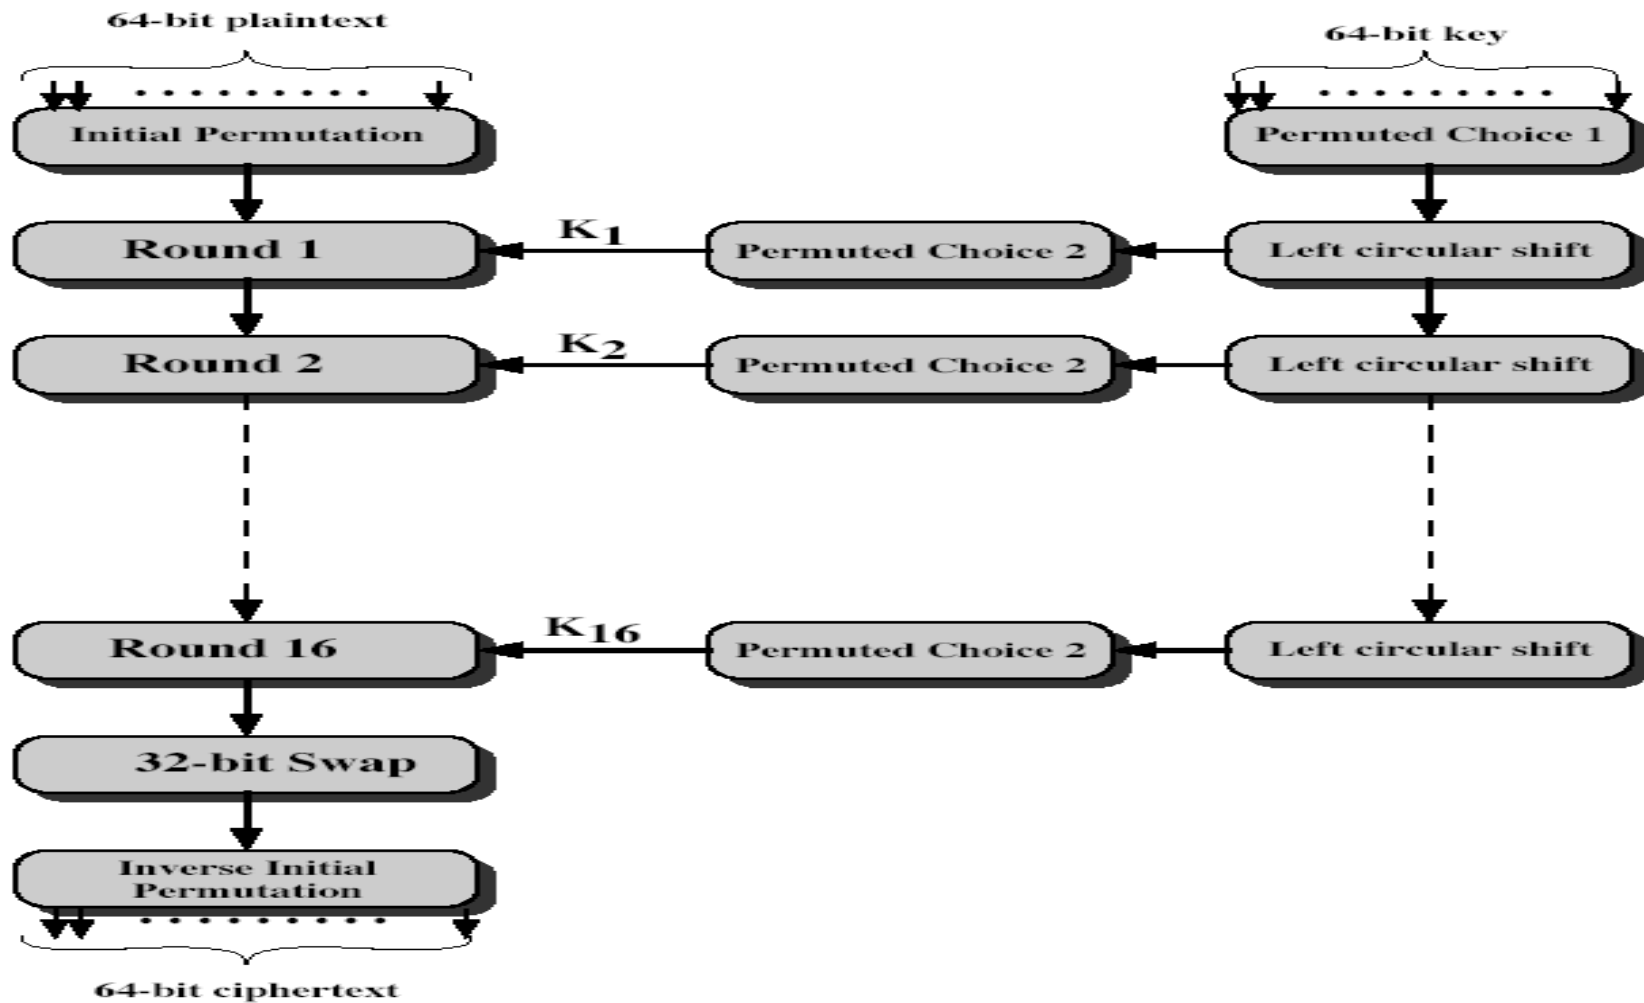 64-bit plaintext
64-bit key
Initial Permutation
Permuted Choice 1
Round 1
K1
Permuted Choice 2
Left circular shift
Round 2
K2
Permuted Choice 2
Left circular shift
Round 16
K16
Permuted Choice 2
Left circular shift
32-bit Swap
Inverse Initial
Permutation
64-bit ciphertext